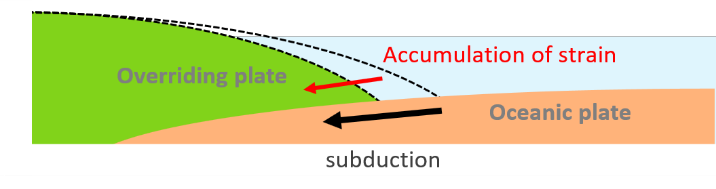 Accumulation of strain
Overriding plate
Oceanic plate
subduction